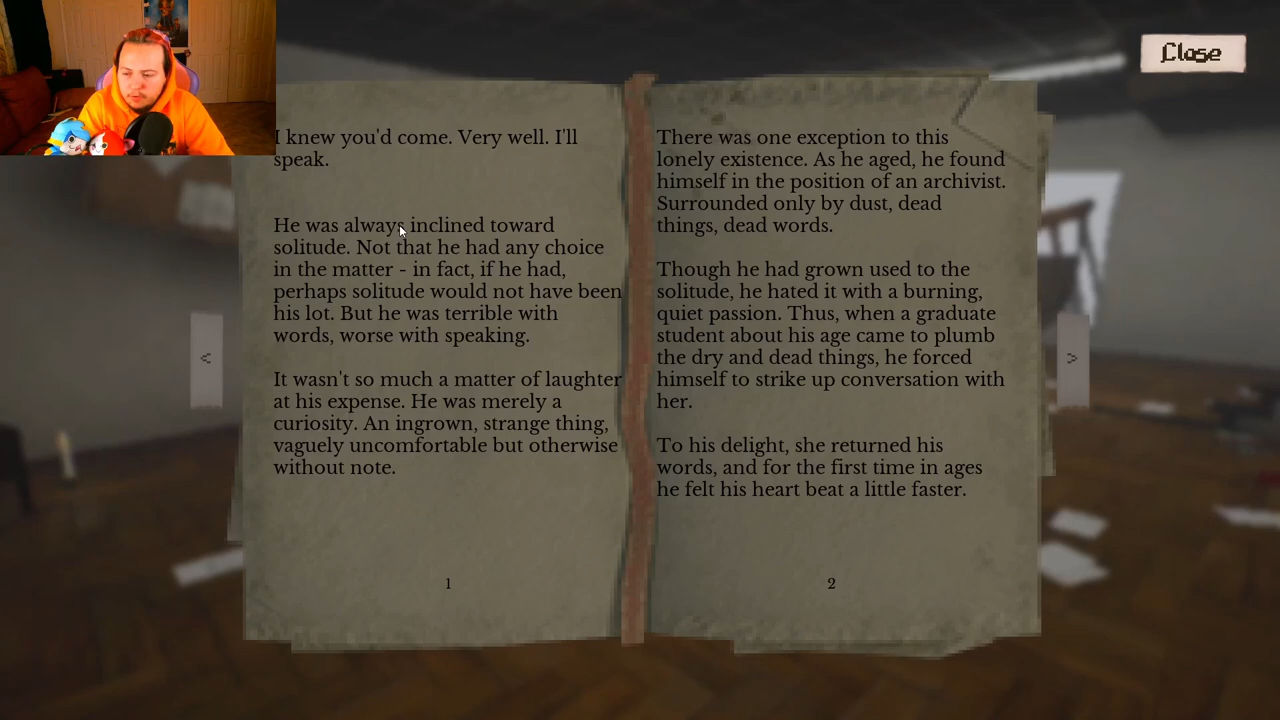 Close
I knew you'd come. Very well. I'll
speak.
He was always inclined toward
solitude. Not that he had any choice
in the matter - in fact, if he had,
perhaps solitude would not have been
his lot. But he was terrible with
words, worse with speaking.
It wasn't so much a matter of laughter
at his expense. He was merely a
curiosity. An ingrown, strange thing,
vaguely uncomfortable but otherwise
without note.
1
There was one exception to this
lonely existence. As he aged, he found
himself in the position of an archivist.
Surrounded only by dust, dead
things, dead words.
Though he had grown used to the
solitude, he hated it with a burning,
quiet passion. Thus, when a graduate
student about his age came to plumb
the dry and dead things, he forced
himself to strike up conversation with
her.
To his delight, she returned his
words, and for the first time in ages
he felt his heart beat a little faster.
2
<
>